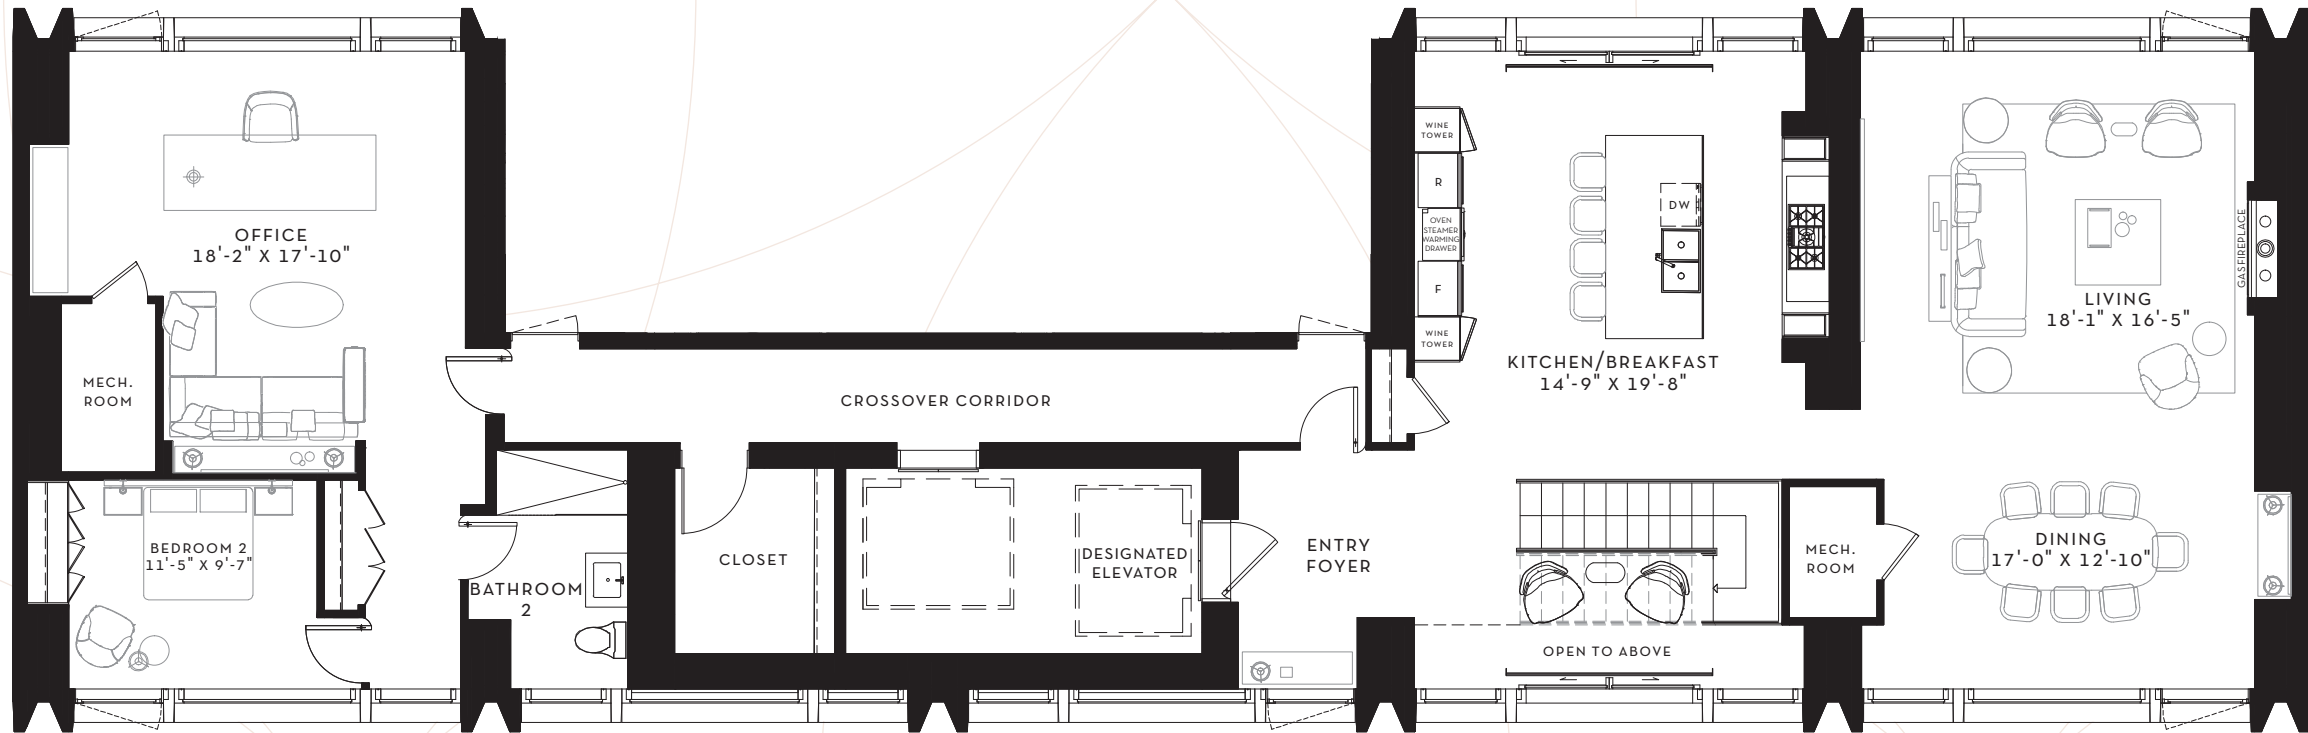 OFFICE
18'-2" X 17'-10"
MECH.
ROOM
BEDROOM 2
11'-5" X 9'-7"
BATHROOM
2
CROSSOVER CORRIDOR
CLOSET
DESIGNATED
ELEVATOR
ENTRY
FOYER
WINE
TOWER
R
OVEN
STEAMER
WARMING
DRAWER
F
WINE
TOWER
DW
KITCHEN/BREAKFAST
14'-9" X 19'-8"
OPEN TO ABOVE
MECH.
ROOM
LIVING
18'-1" X 16'-5"
GAS FIREPLACE
DINING
17'-0" X 12'-10"